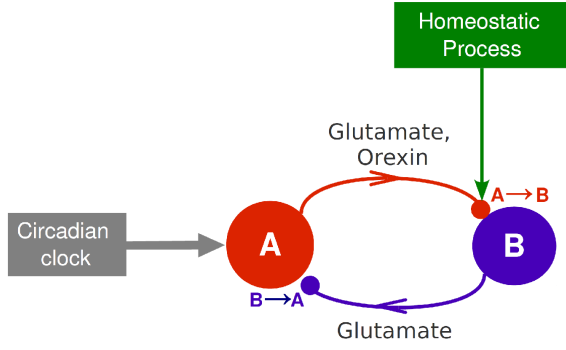 Homeostatic
Process
Glutamate,
Orexin
A → B
Circadian
clock
A
B
B → A
Glutamate